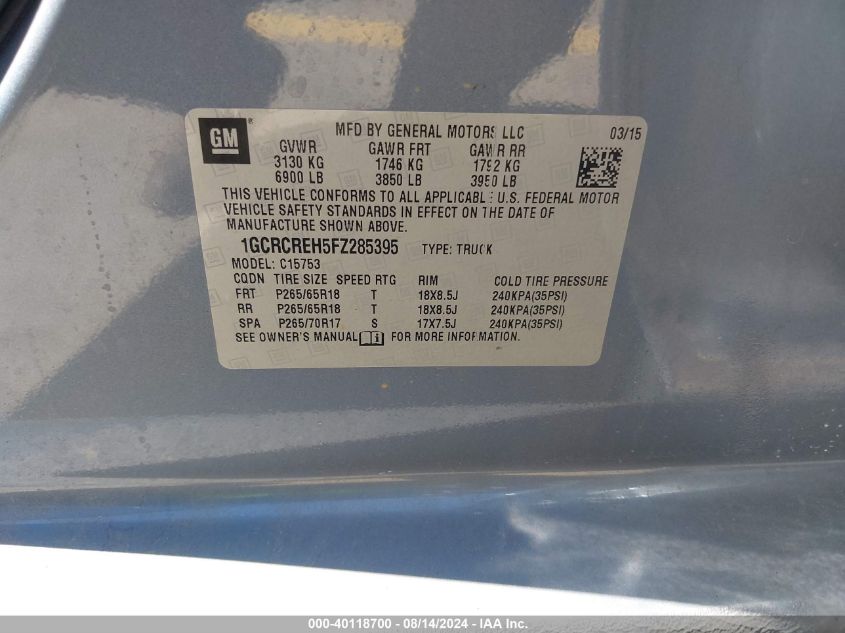 GM ®
MFD BY GENERAL MOTORS LLC 03/15
GVWR GAWR FRT GAWR RR
3130 KG 1746 KG 1792 KG
6900 LB 3850 LB 3950 LB
THIS VEHICLE CONFORMS TO ALL APPLICABLE U.S. FEDERAL MOTOR
VEHICLE SAFETY STANDARDS IN EFFECT ON THE DATE OF
MANUFACTURE SHOWN ABOVE.
1GCRCREH5FZ285395 TYPE: TRUCK
MODEL: C15753
CQDN TIRE SIZE SPEED RTG RIM COLD TIRE PRESSURE
FRT P265/65R18 T 18X8.5J 240KPA(35PSI)
RR P265/65R18 T 18X8.5J 240KPA(35PSI)
SPA P265/70R17 S 17X7.5J 240KPA(35PSI)
SEE OWNER'S MANUAL i FOR MORE INFORMATION.
000-40118700 - 08/14/2024 - IAA Inc.